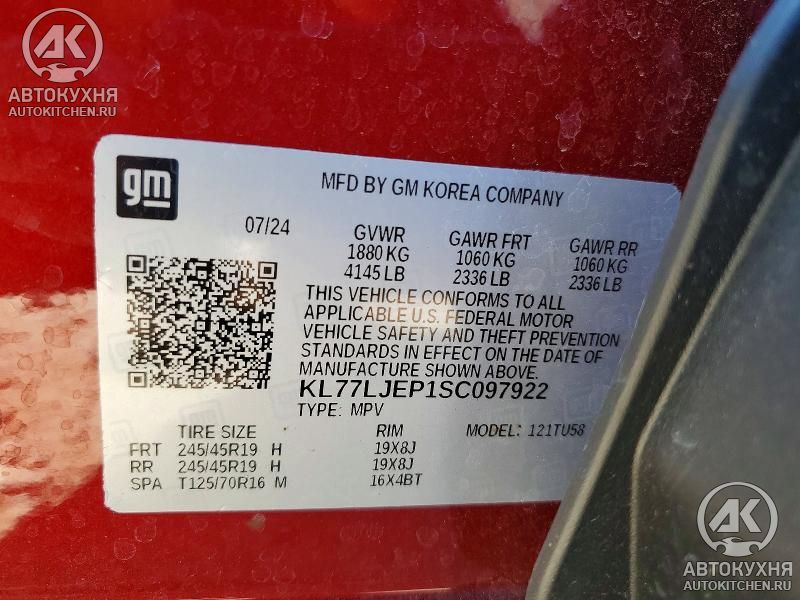 AK
АВТОКУХНЯ
AUTOKITCHEN.RU
gm
MFD BY GM KOREA COMPANY
07/24 GVWR GAWR FRT GAWR RR
1880 KG 1060 KG 1060 KG
4145 LB 2336 LB 2336 LB
THIS VEHICLE CONFORMS TO ALL
APPLICABLE U.S. FEDERAL MOTOR
VEHICLE SAFETY AND THEFT PREVENTION
STANDARDS IN EFFECT ON THE DATE OF
MANUFACTURE SHOWN ABOVE.
KL77LJEP1SC097922
TYPE: MPV
TIRE SIZE RIM MODEL: 121TU58
FRT 245/45R19 H 19X8J
RR 245/45R19 H 19X8J
SPA T125/70R16 M 16X4BT
AK
АВТОКУХНЯ
AUTOKITCHEN.RU